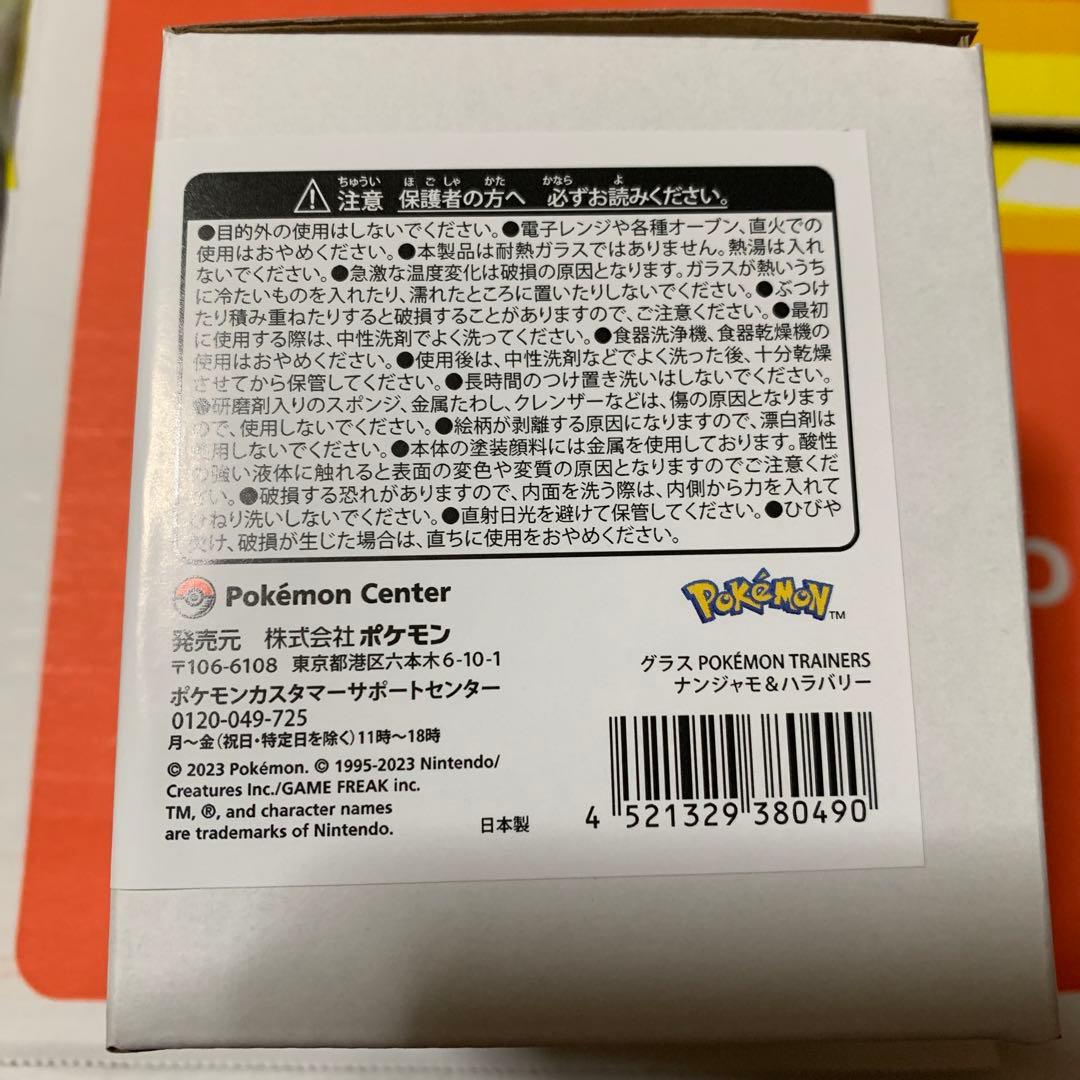 注意 保護者の方へ 必ずお読みください。
ちゅうい ほごしゃ かた かなら よ
●目的外の使用はしないでください。●電子レンジや各種オーブン、直火での
使用はおやめください。●本製品は耐熱ガラスではありません。熱湯は入れ
ないでください。●急激な温度変化は破損の原因となります。ガラスが熱いうち
に冷たいものを入れたり、濡れたところに置いたりしないでください。●ぶつけ
たり積み重ねたりすると破損することがありますので、ご注意ください。●最初
に使用する際は、中性洗剤でよく洗ってください。●食器洗浄機、食器乾燥機の
使用はおやめください。●使用後は、中性洗剤などでよく洗った後、十分乾燥
させてから保管してください。●長時間のつけ置き洗いはしないでください。
●研磨剤入りのスポンジ、金属たわし、クレンザーなどは、傷の原因となります
ので、使用しないでください。●絵柄が剥離する原因になりますので、漂白剤は
使用しないでください。●本体の塗装顔料には金属を使用しております。酸性
の強い液体に触れると表面の変色や変質の原因となりますのでご注意くだ
さい。●破損する恐れがありますので、内面を洗う際は、内側から力を入れて
ひねり洗いしないでください。●直射日光を避けて保管してください。●ひびや
欠け、破損が生じた場合は、直ちに使用をおやめください。
Pokémon Center
POKÉMON TM
発売元 株式会社ポケモン
〒106-6108 東京都港区六本木6-10-1
ポケモンカスタマーサポートセンター
0120-049-725
月～金（祝日・特定日を除く）11時～18時
© 2023 Pokémon. © 1995-2023 Nintendo/
Creatures Inc./GAME FREAK inc.
TM, ®, and character names
are trademarks of Nintendo.
日本製
グラス POKÉMON TRAINERS
ナンジャモ＆ハラバリー
4 521329 380490